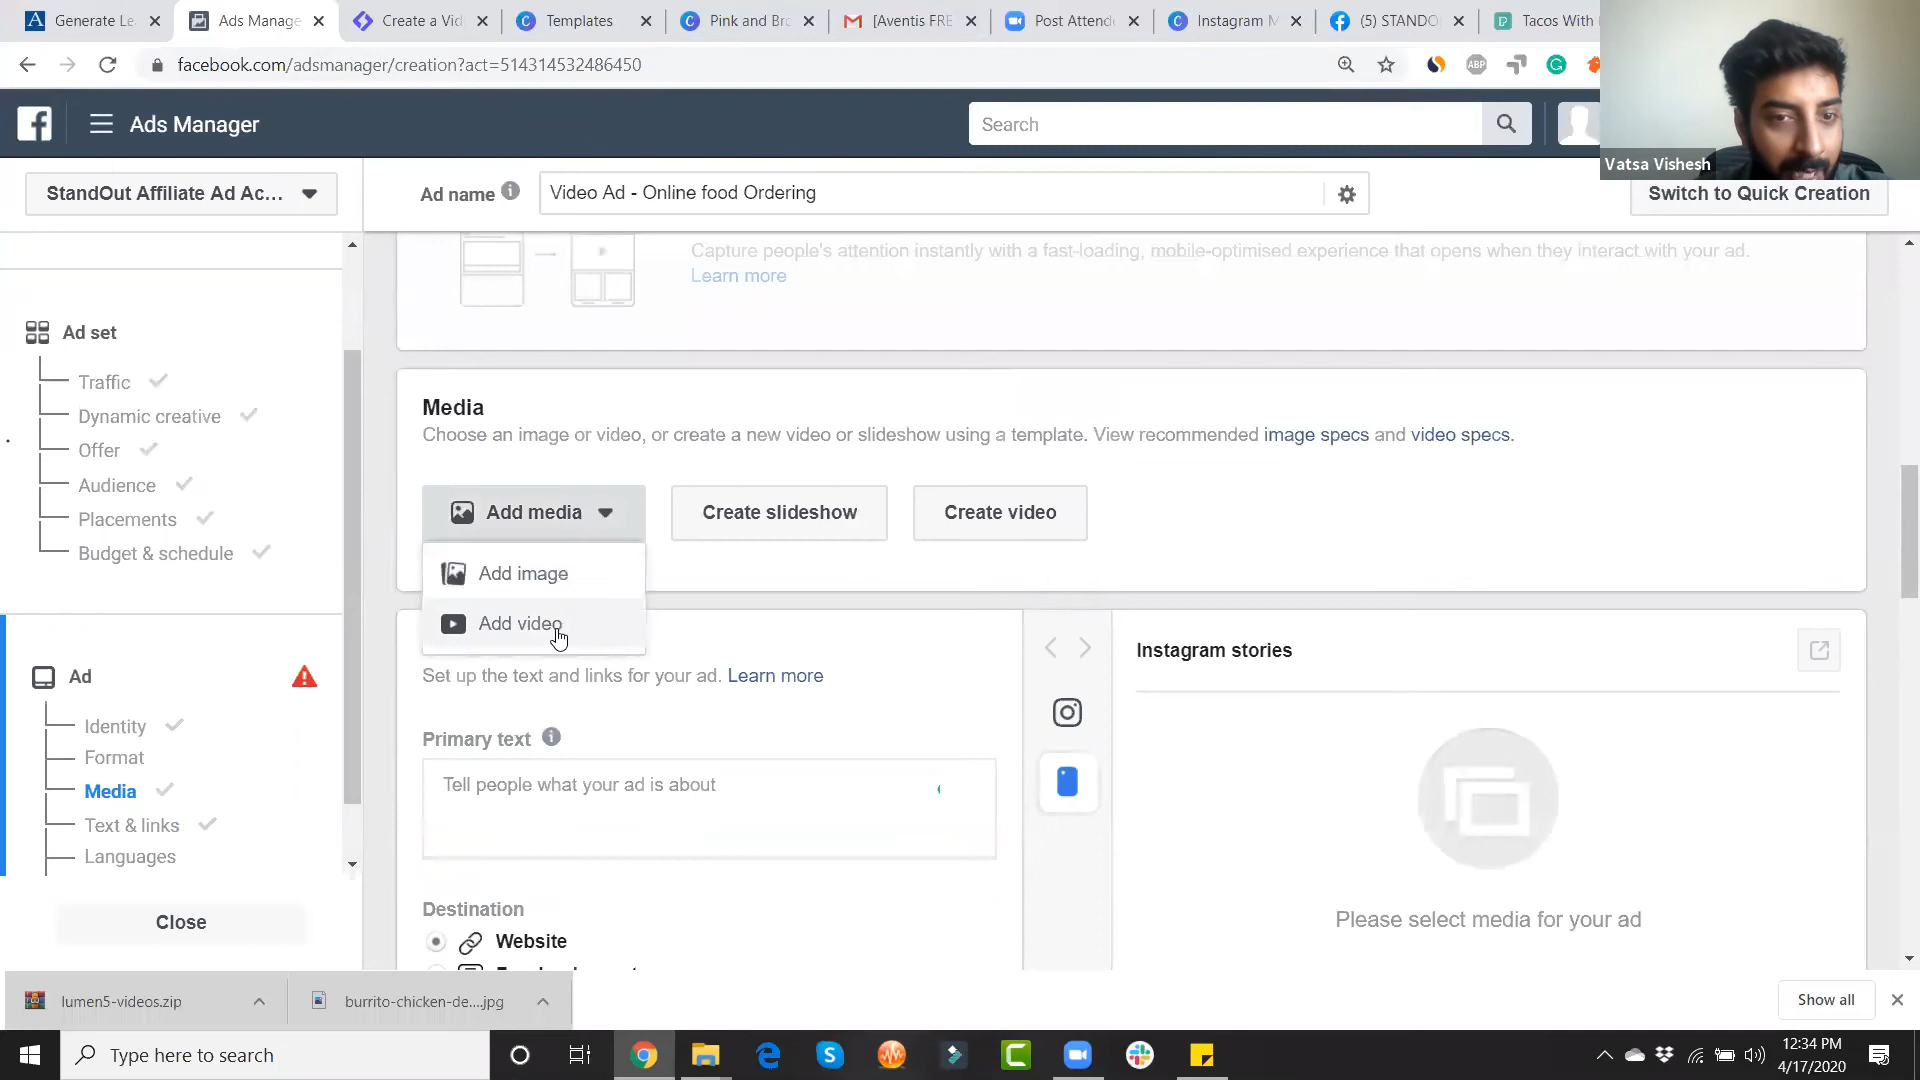 Generate Le
Ads Manage
Create a Vid
Templates
Pink and Bro
[Aventis FRE
Post Attende
Instagram M
(5) STANDO
Tacos With
facebook.com/adsmanager/creation?act=514314532486450
ABP
Ads Manager
Search
Vatsa Vishesh
StandOut Affiliate Ad Ac...
Ad name
Video Ad - Online food Ordering
Switch to Quick Creation
Capture people's attention instantly with a fast-loading, mobile-optimised experience that opens when they interact with your ad.
Learn more
Ad set
Traffic
Dynamic creative
Offer
Audience
Placements
Budget & schedule
Media
Choose an image or video, or create a new video or slideshow using a template. View recommended image specs and video specs.
Add media
Create slideshow
Create video
Add image
Add video
Set up the text and links for your ad. Learn more
Primary text
Tell people what your ad is about
Destination
Website
Instagram stories
Please select media for your ad
Ad
Identity
Format
Media
Text & links
Languages
Close
lumen5-videos.zip
burrito-chicken-de....jpg
Show all
Type here to search
12:34 PM
4/17/2020